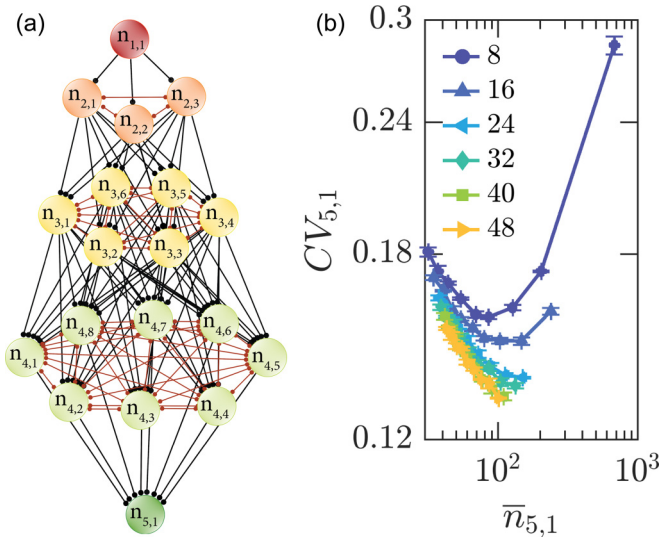 (a)
n1,1
n2,1
n2,3
n2,2
n3,6
n3,5
n3,1
n3,4
n3,2
n3,3
n4,8
n4,7
n4,6
n4,1
n4,5
n4,2
n4,3
n4,4
n5,1
(b)
0.3
0.24
0.18
0.12
CV5,1
8
16
24
32
40
48
10²
10³
n̅5,1